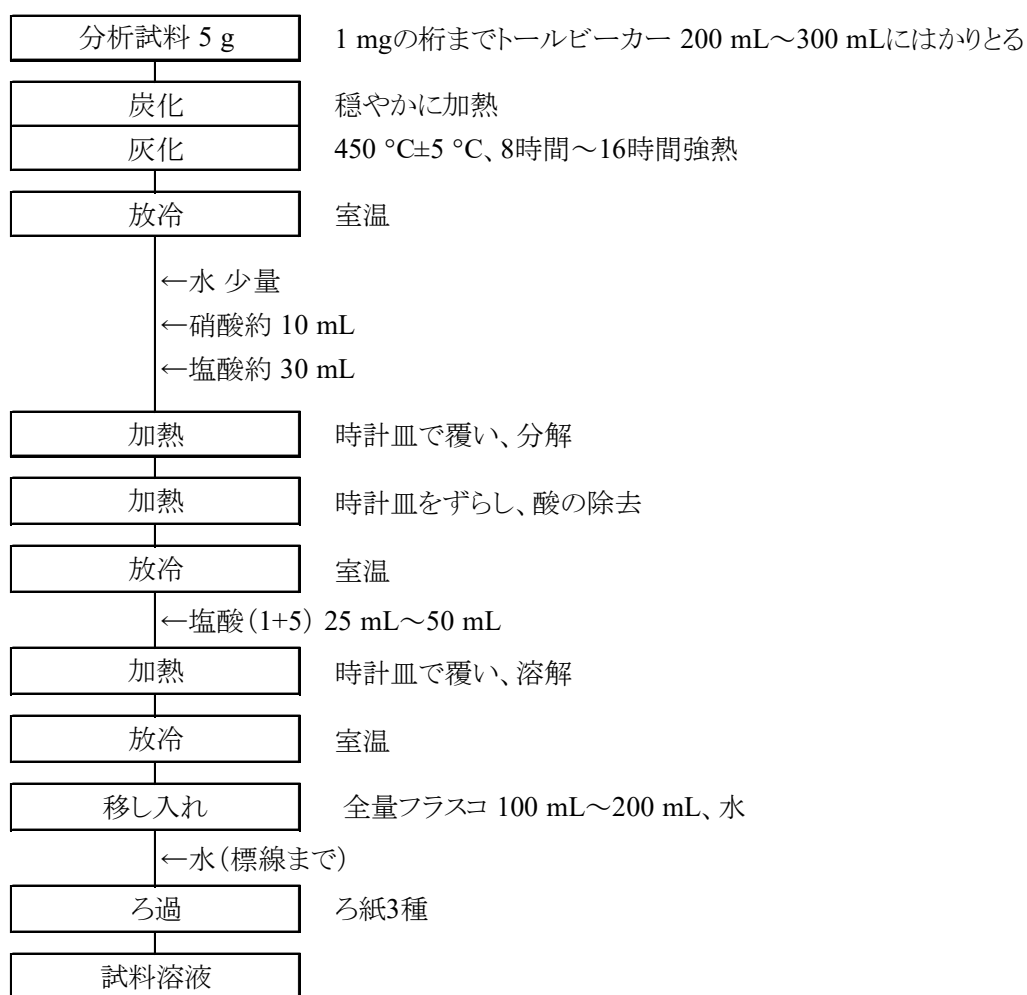 分析試料 5 g 1 mgの桁までトールビーカー 200 mL～300 mLにはかりとる
炭化 穏やかに加熱
灰化 450 °C±5 °C、8時間～16時間強熱
放冷 室温
←水 少量
←硝酸約 10 mL
←塩酸約 30 mL
加熱 時計皿で覆い、分解
加熱 時計皿をずらし、酸の除去
放冷 室温
←塩酸（1+5） 25 mL～50 mL
加熱 時計皿で覆い、溶解
放冷 室温
移し入れ 全量フラスコ 100 mL～200 mL、水
←水（標線まで）
ろ過 ろ紙3種
試料溶液